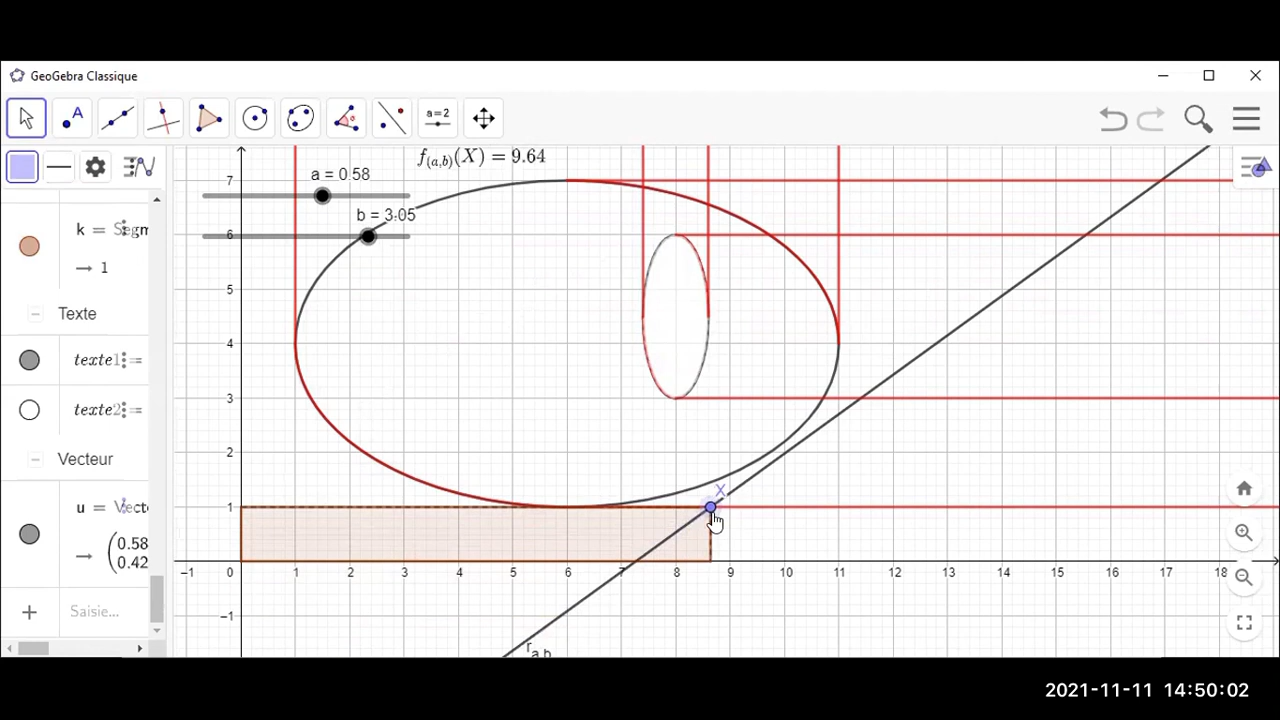 GeoGebra Classique
a=2
f(a,b)(X) = 9.64
a = 0.58
b = 3.05
k = Segm
→ 1
Texte
texte1 :=
texte2 :=
Vecteur
u = Vect
→ (0.58
0.42
+ Saisie...
7
6
5
4
3
2
1
−1
−1 0 1 2 3 4 5 6 7 8 9 10 11 12 13 14 15 16 17 18
X
r a,b
2021-11-11 14:50:02